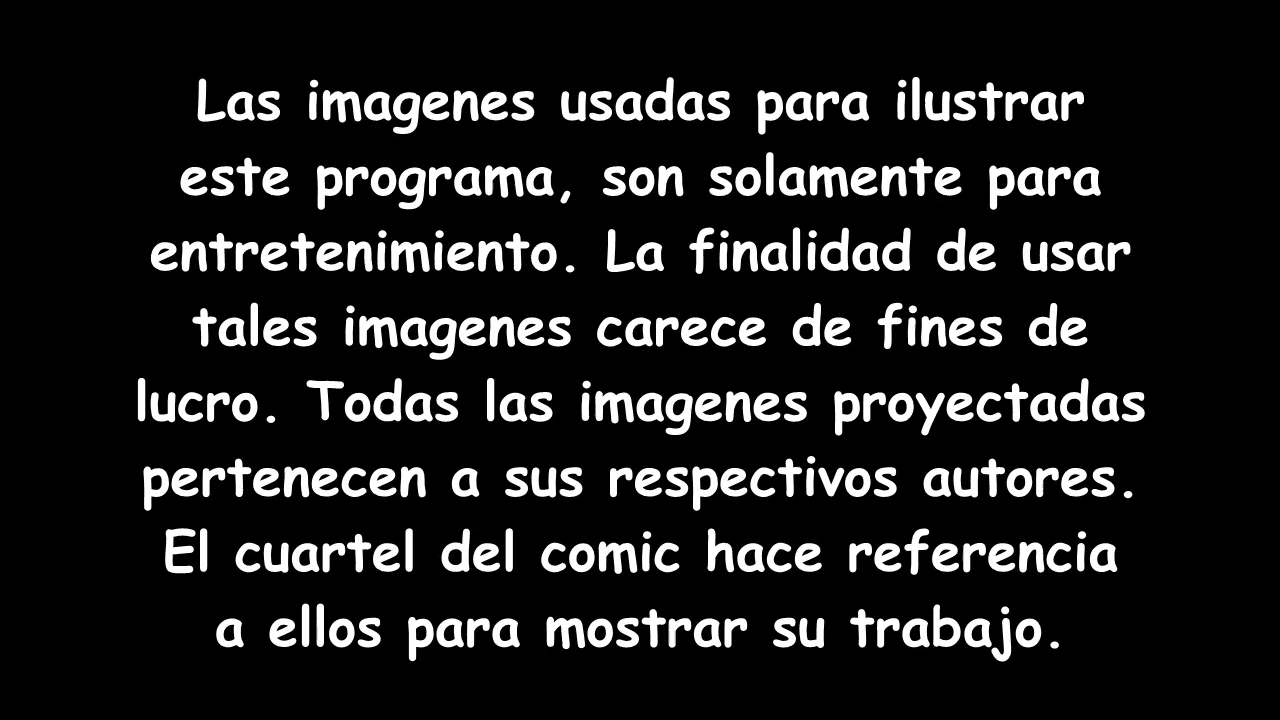 Las imagenes usadas para ilustrar
este programa, son solamente para
entretenimiento. La finalidad de usar
tales imagenes carece de fines de
lucro. Todas las imagenes proyectadas
pertenecen a sus respectivos autores.
El cuartel del comic hace referencia
a ellos para mostrar su trabajo.